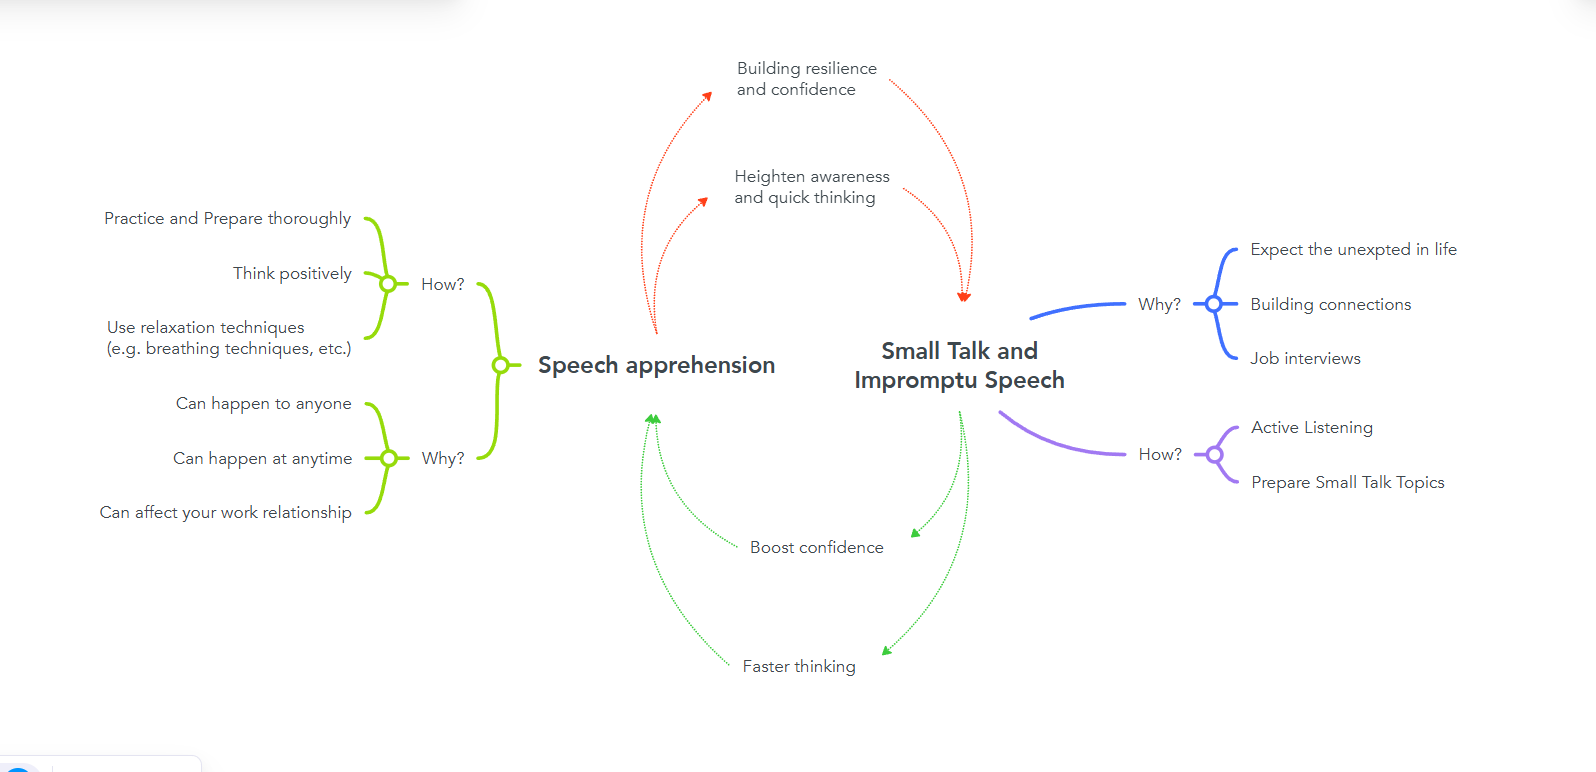 Building resilience
and confidence
Heighten awareness
and quick thinking
Practice and Prepare thoroughly
Think positively
Use relaxation techniques
(e.g. breathing techniques, etc.)
How?
Can happen to anyone
Can happen at anytime
Can affect your work relationship
Why?
Speech apprehension
Small Talk and
Impromptu Speech
Why?
Expect the unexpted in life
Building connections
Job interviews
How?
Active Listening
Prepare Small Talk Topics
Boost confidence
Faster thinking